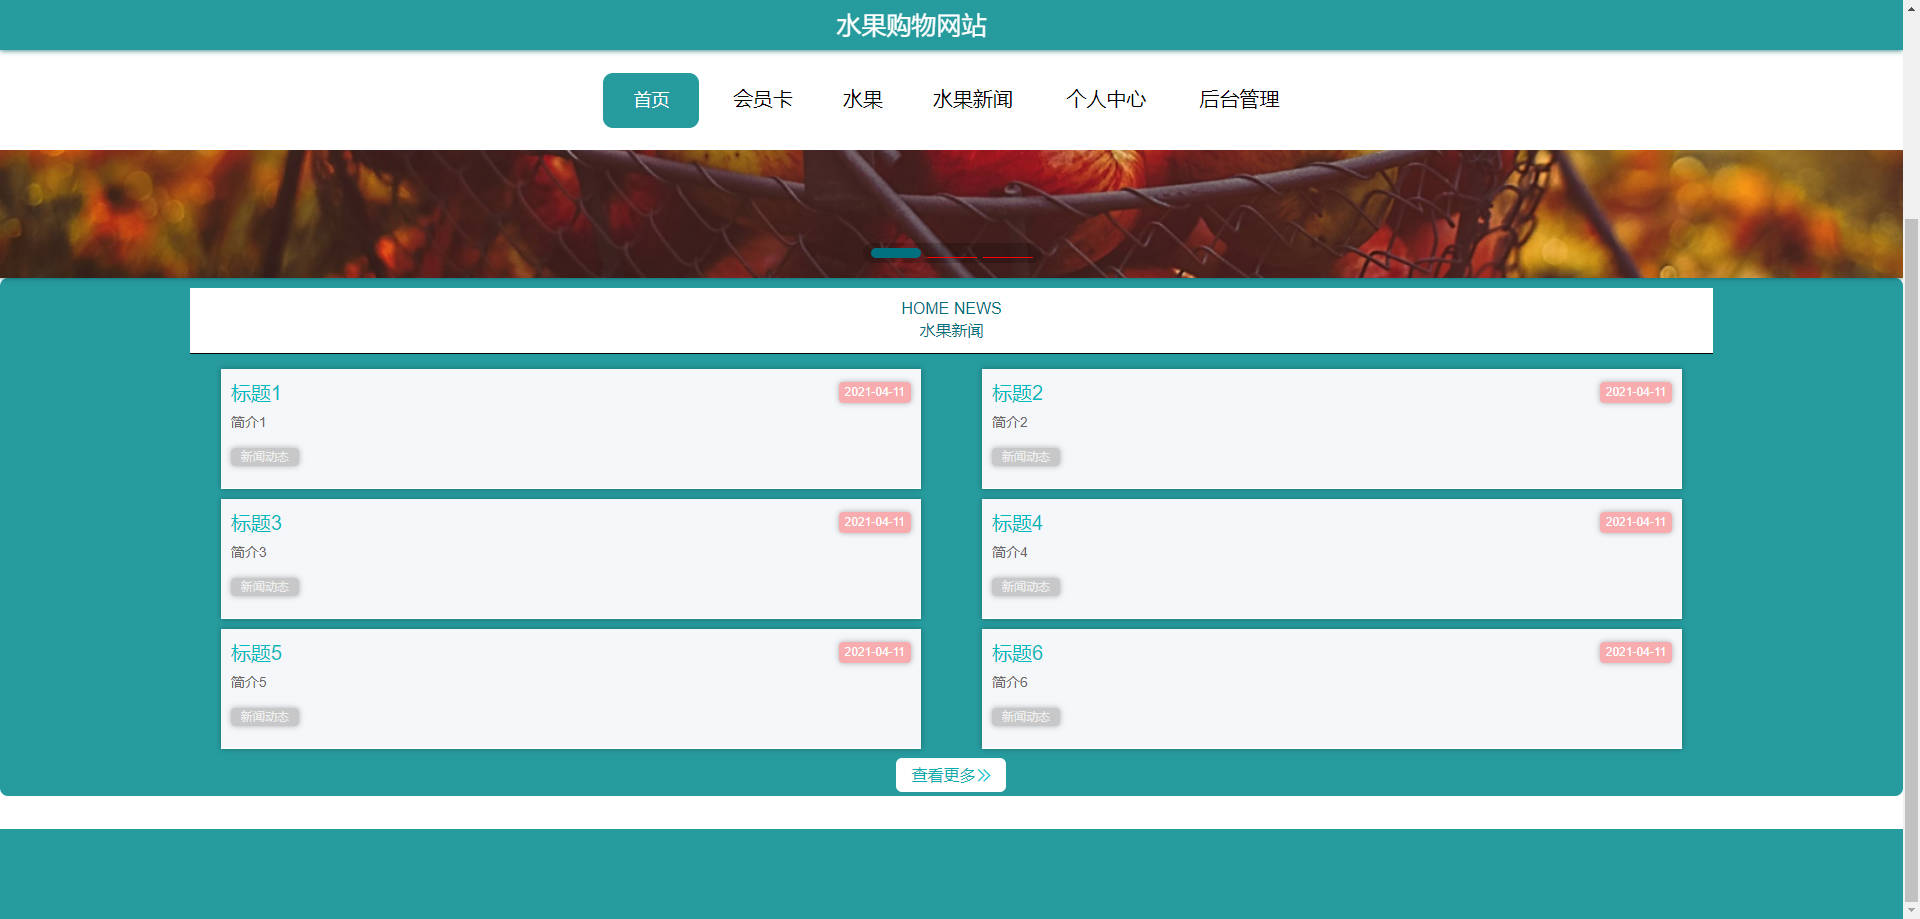 水果购物网站
首页 会员卡 水果 水果新闻 个人中心 后台管理
HOME NEWS
水果新闻
标题1 2021-04-11
简介1
新闻动态
标题2 2021-04-11
简介2
新闻动态
标题3 2021-04-11
简介3
新闻动态
标题4 2021-04-11
简介4
新闻动态
标题5 2021-04-11
简介5
新闻动态
标题6 2021-04-11
简介6
新闻动态
查看更多